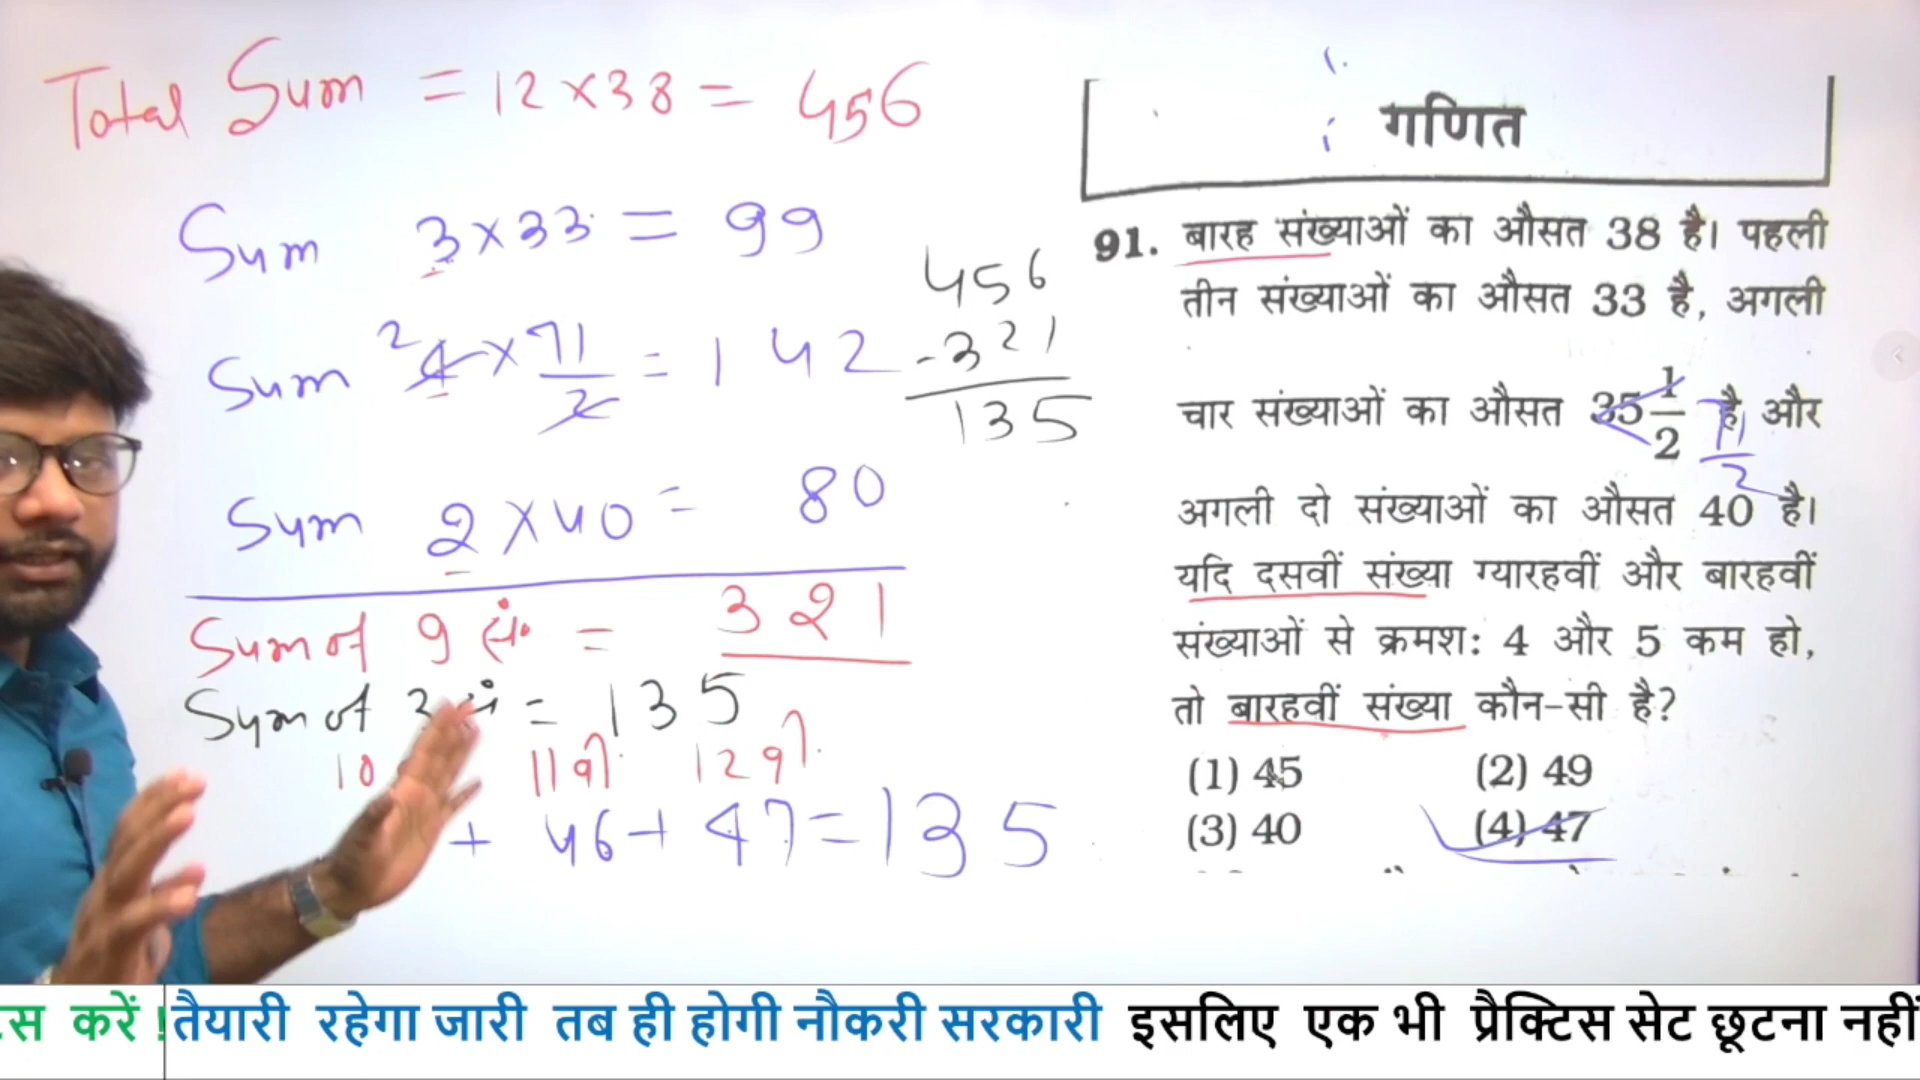 Total Sum = 12 × 38 = 456
Sum 3 × 33 = 99
Sum 2 4 × 71/2 = 142
456
-321
135
Sum 2 × 40 = 80
Sum of 9 सं. = 321
Sum of 3 सं = 135
10 11वीं 12वीं
+ 46 + 47 = 135
गणित
91. बारह संख्याओं का औसत 38 है। पहली
तीन संख्याओं का औसत 33 है, अगली
चार संख्याओं का औसत 35 1/2 है और
71/2
अगली दो संख्याओं का औसत 40 है।
यदि दसवीं संख्या ग्यारहवीं और बारहवीं
संख्याओं से क्रमश: 4 और 5 कम हो,
तो बारहवीं संख्या कौन-सी है?
(1) 45 (2) 49
(3) 40 (4) 47
करें ! तैयारी रहेगा जारी तब ही होगी नौकरी सरकारी इसलिए एक भी प्रैक्टिस सेट छूटना नहीं